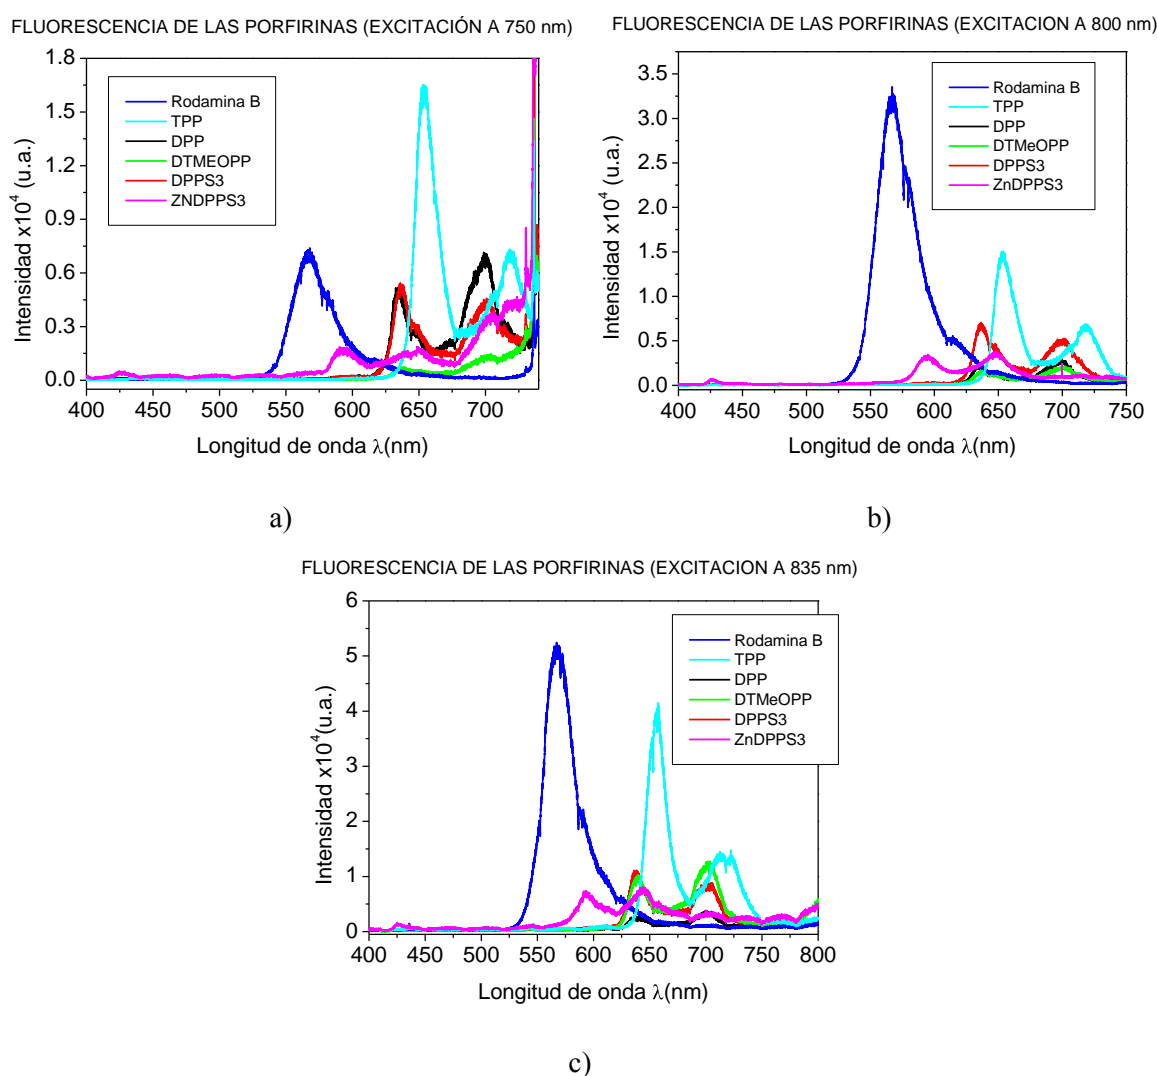 FLUORESCENCIA DE LAS PORFIRINAS (EXCITACIÓN A 750 nm)
1.8
1.5
1.2
0.9
0.6
0.3
0.0
Intensidad x10⁴ (u.a.)
Rodamina B
TPP
DPP
DTMEOPP
DPPS3
ZNDPPS3
400 450 500 550 600 650 700
Longitud de onda λ(nm)
a)
FLUORESCENCIA DE LAS PORFIRINAS (EXCITACION A 800 nm)
3.5
3.0
2.5
2.0
1.5
1.0
0.5
0.0
Intensidad x10⁴ (u.a.)
Rodamina B
TPP
DPP
DTMeOPP
DPPS3
ZnDPPS3
400 450 500 550 600 650 700 750
Longitud de onda λ(nm)
b)
FLUORESCENCIA DE LAS PORFIRINAS (EXCITACION A 835 nm)
6
5
4
3
2
1
0
Intensidad x10⁴(u.a.)
Rodamina B
TPP
DPP
DTMeOPP
DPPS3
ZnDPPS3
400 450 500 550 600 650 700 750 800
Longitud de onda λ(nm)
c)